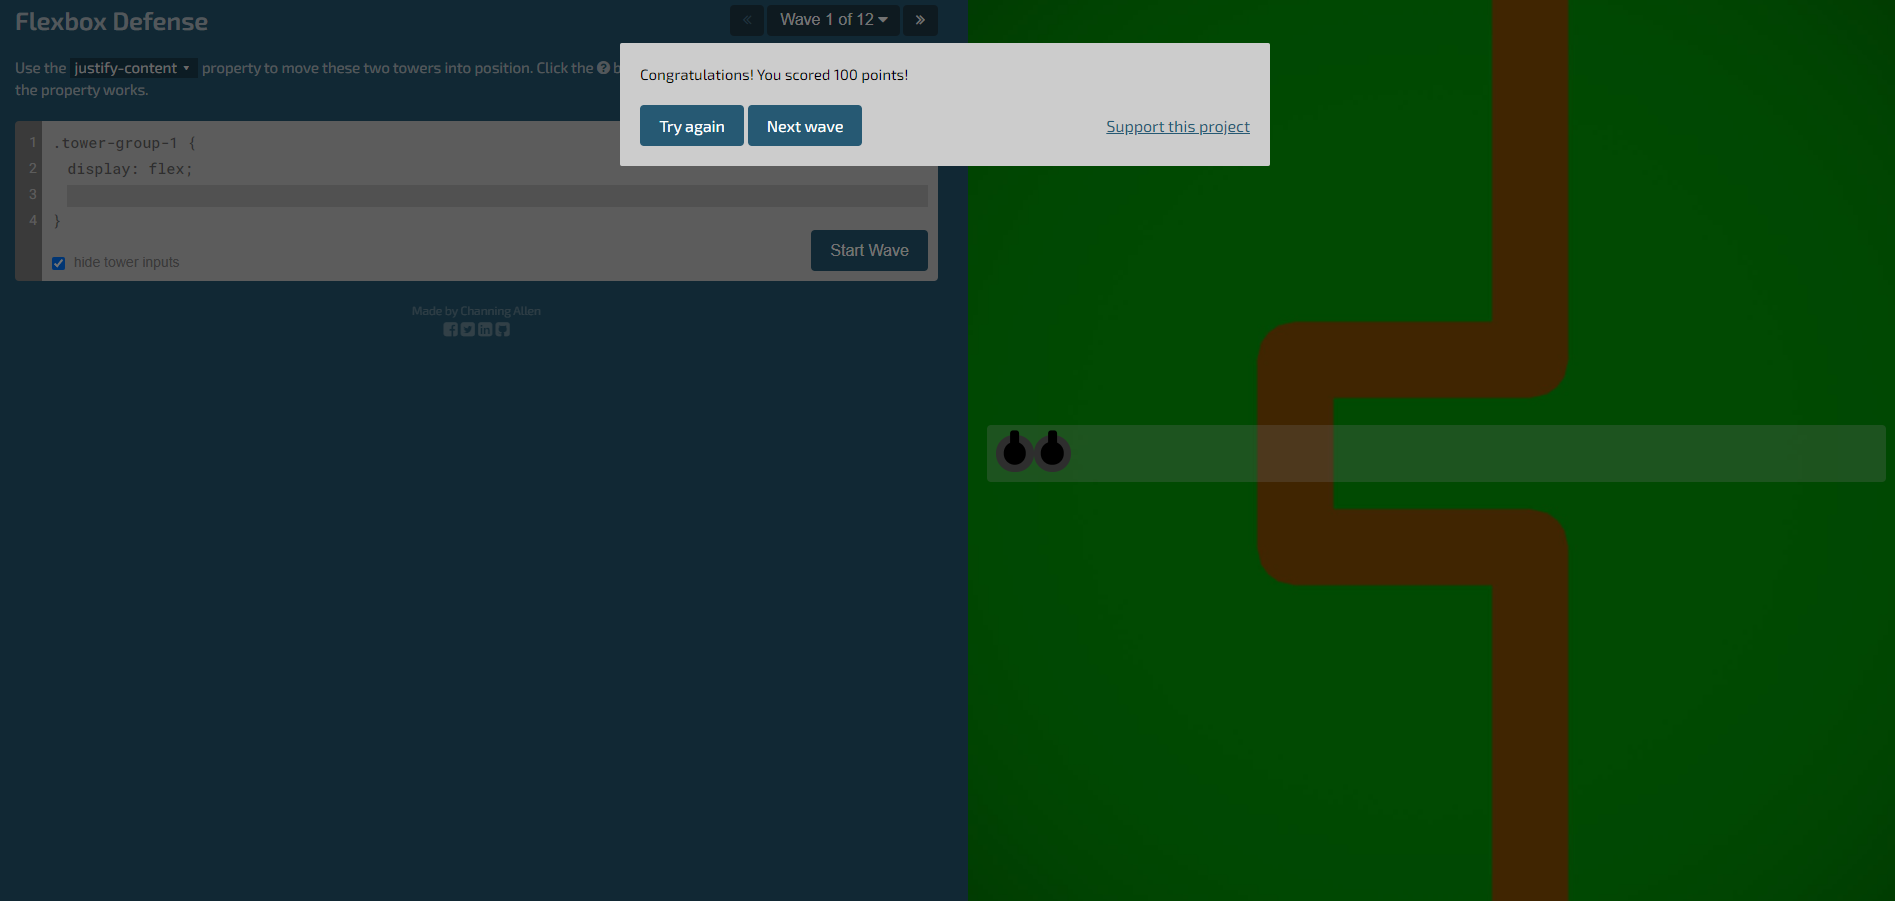 Flexbox Defense
«
Wave 1 of 12
»
Use the justify-content property to move these two towers into position. Click the ? b
the property works.
Congratulations! You scored 100 points!
Try again
Next wave
Support this project
1 .tower-group-1 {
2 display: flex;
3
4 }
hide tower inputs
Start Wave
Made by Channing Allen